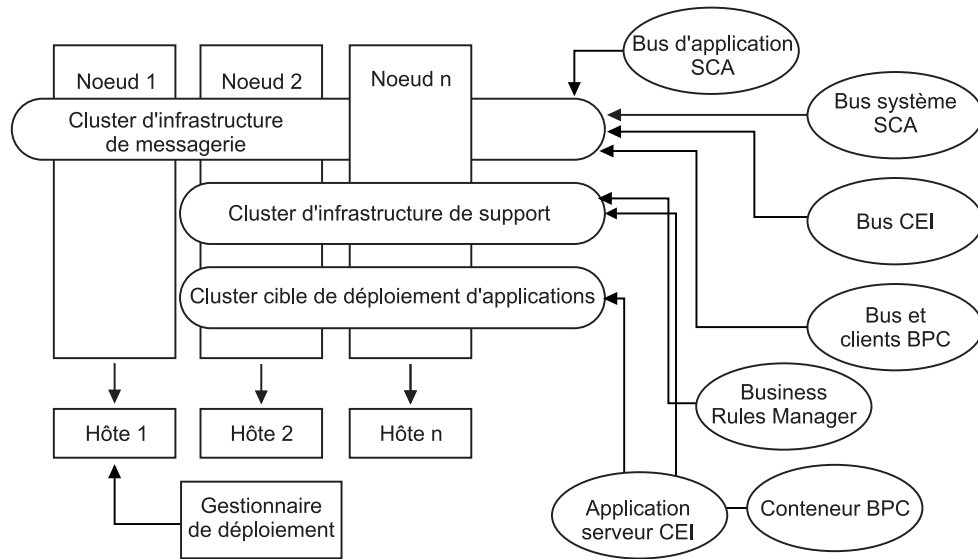 Noeud 1
Noeud 2
Noeud n
Bus d'application
SCA
Bus système
SCA
Cluster d'infrastructure
de messagerie
Cluster d'infrastructure de support
Bus CEI
Cluster cible de déploiement d'applications
Bus et
clients BPC
Business
Rules Manager
Hôte 1
Hôte 2
Hôte n
Gestionnaire
de déploiement
Application
serveur CEI
Conteneur BPC